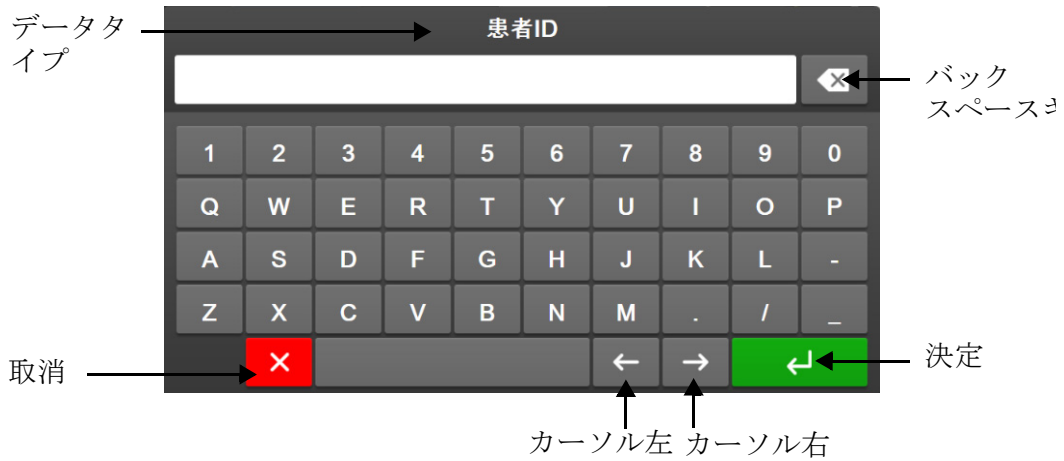 データタ
イプ
患者ID
バック
スペースキ
1 2 3 4 5 6 7 8 9 0
Q W E R T Y U I O P
A S D F G H J K L -
Z X C V B N M . / _
取消
決定
カーソル左 カーソル右